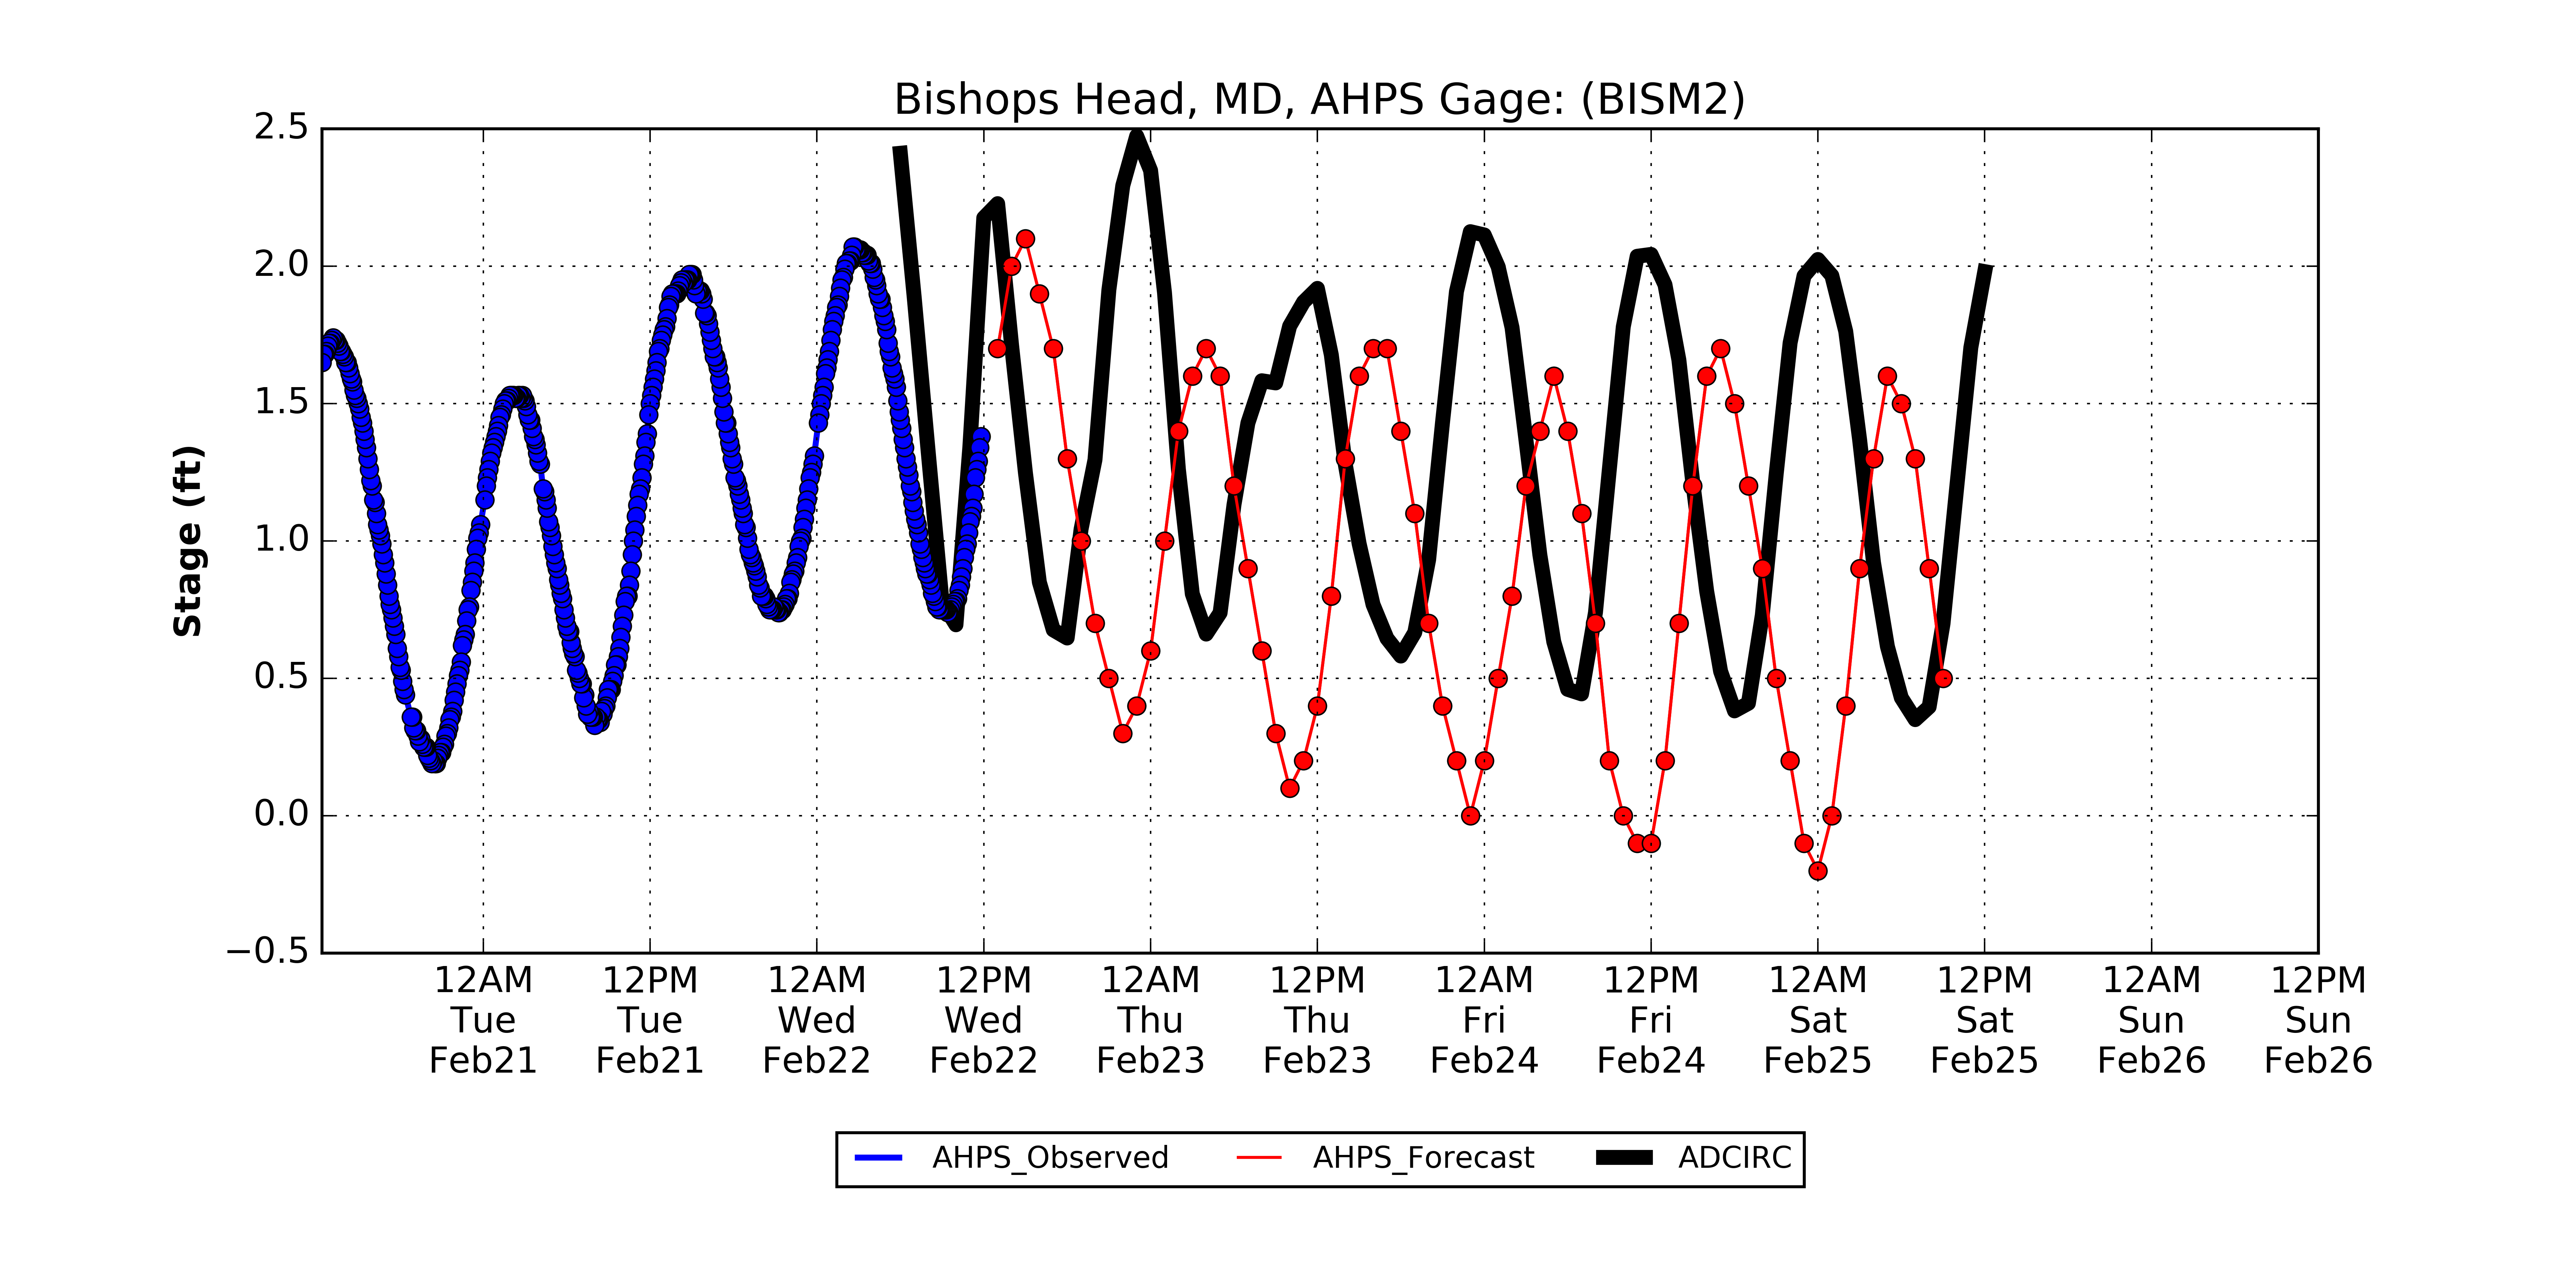 Bishops Head, MD, AHPS Gage: (BISM2)
2.5
2.0
1.5
1.0
0.5
0.0
−0.5
Stage (ft)
12AM 12PM 12AM 12PM 12AM 12PM 12AM 12PM 12AM 12PM 12AM 12PM
Tue Tue Wed Wed Thu Thu Fri Fri Sat Sat Sun Sun
Feb21 Feb21 Feb22 Feb22 Feb23 Feb23 Feb24 Feb24 Feb25 Feb25 Feb26 Feb26
AHPS_Observed AHPS_Forecast ADCIRC